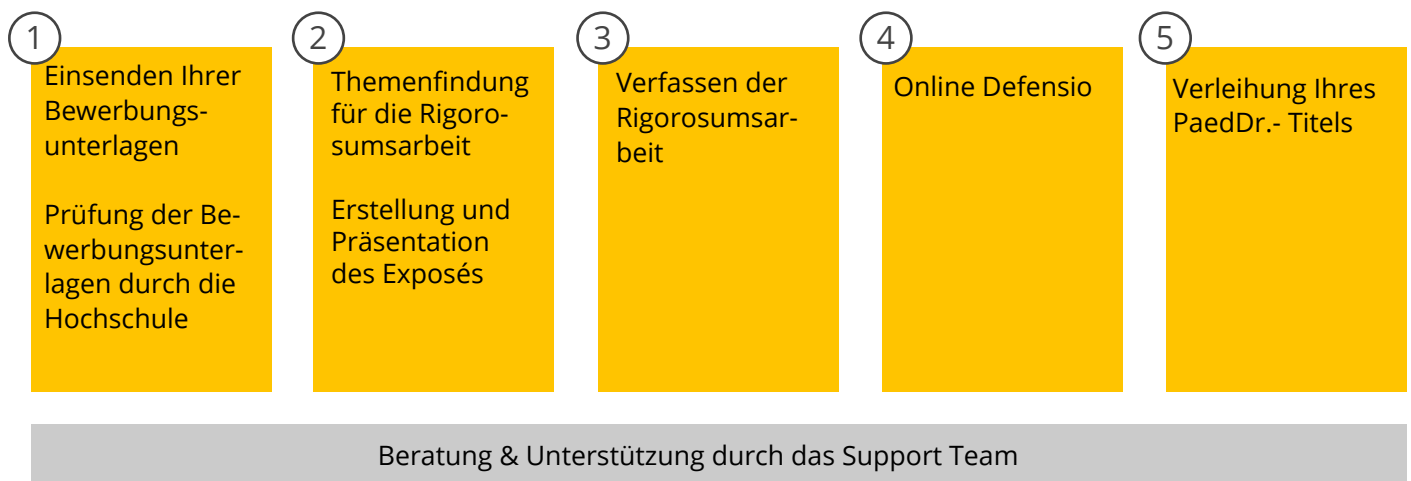 1
Einsenden Ihrer
Bewerbungs-
unterlagen
Prüfung der Be-
werbungsunter-
lagen durch die
Hochschule
2
Themenfindung
für die Rigoro-
sumsarbeit
Erstellung und
Präsentation
des Exposés
3
Verfassen der
Rigorosumsar-
beit
4
Online Defensio
5
Verleihung Ihres
PaedDr.- Titels
Beratung & Unterstützung durch das Support Team